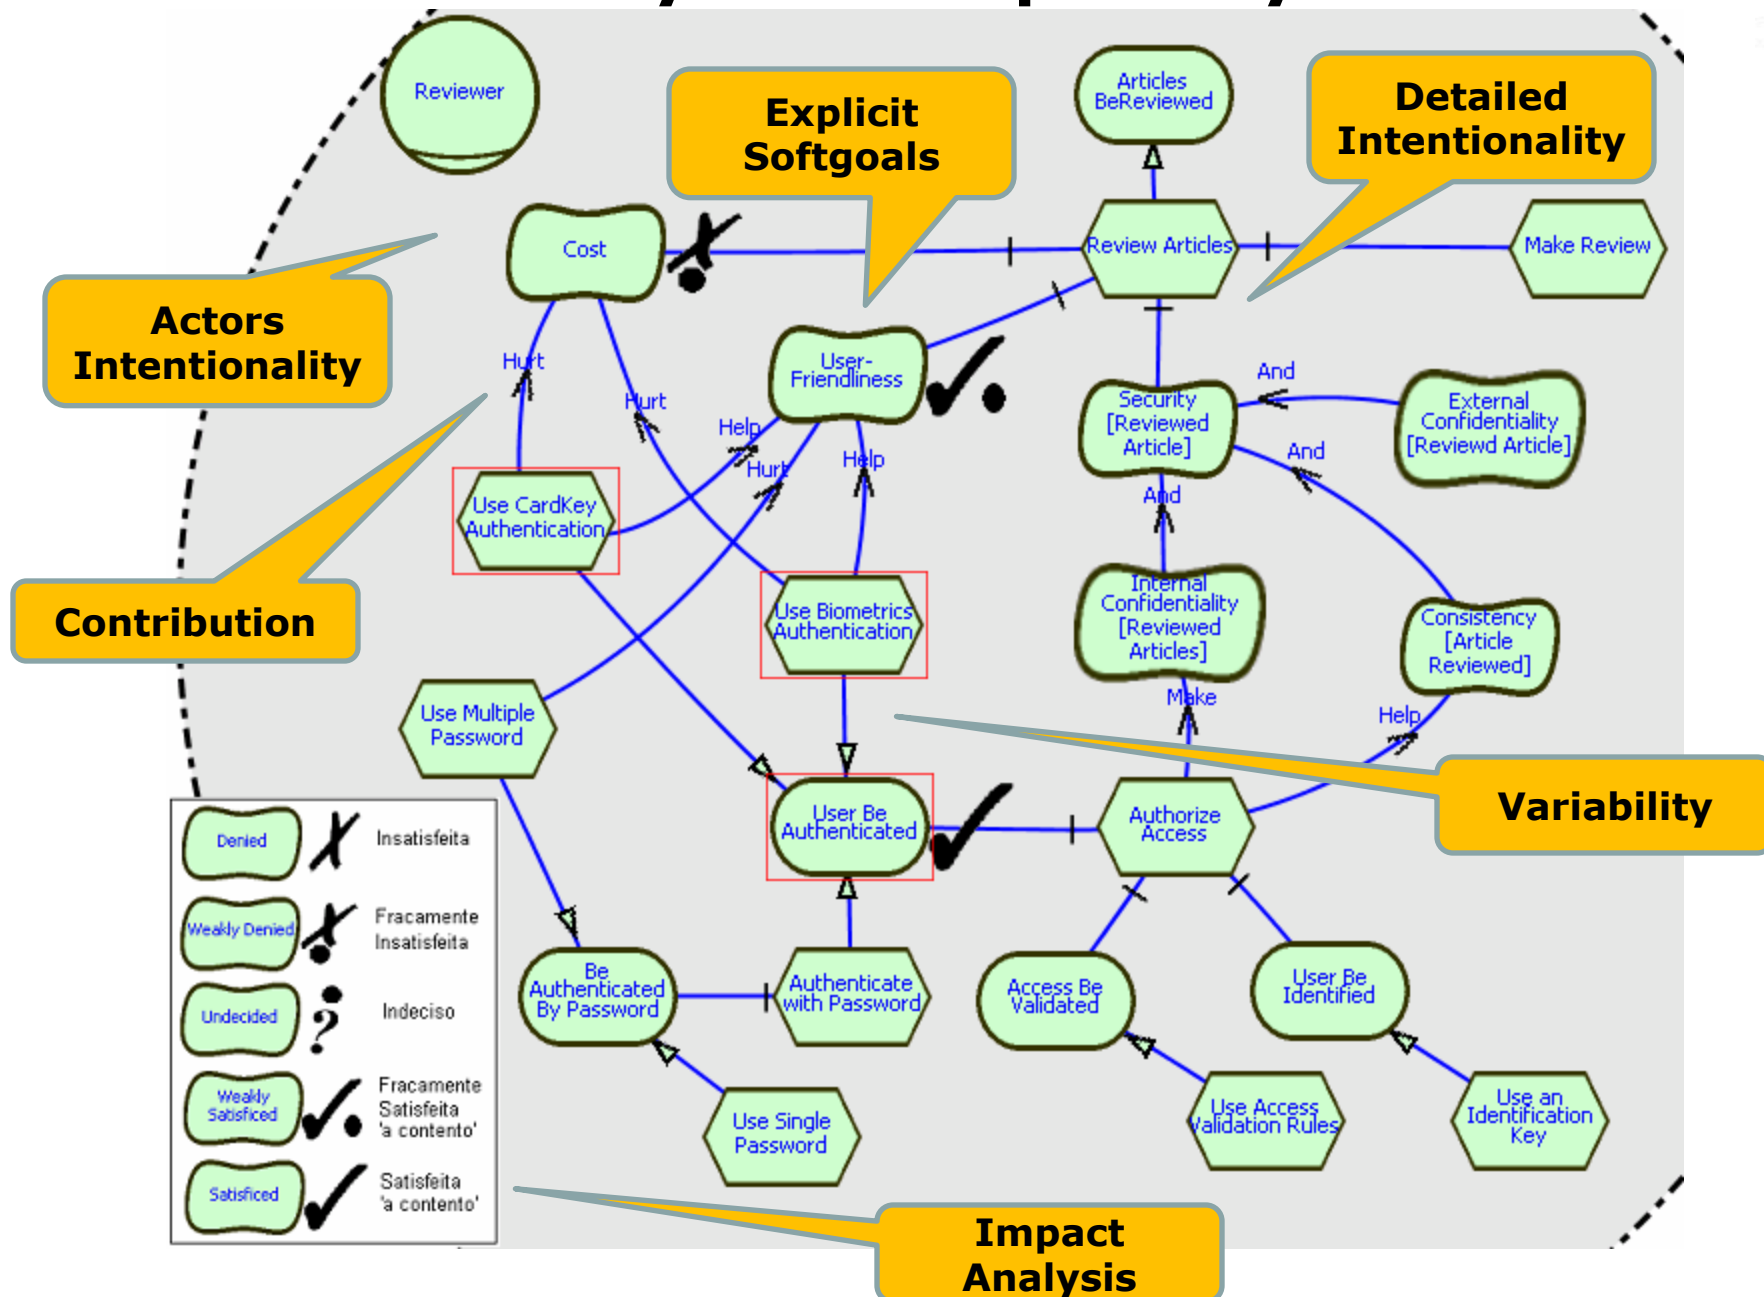 Reviewer
Explicit
Softgoals
Articles
BeReviewed
Detailed
Intentionality
Cost
Review Articles
Make Review
Actors
Intentionality
Hurt
User-
Friendliness
Hurt
Help
Hurt
Help
Security
[Reviewed
Article]
And
External
Confidentiality
[Reviewd Article]
And
And
Use CardKey
Authentication
Contribution
Use Biometrics
Authentication
Internal
Confidentiality
[Reviewed
Articles]
Consistency
[Article
Reviewed]
Use Multiple
Password
Make
Help
Variability
User Be
Authenticated
Authorize
Access
Denied
Insatisfeita
Weakly Denied
Fracamente
Insatisfeita
Undecided
Indeciso
Weakly
Satisficed
Fracamente
Satisfeita
'a contento'
Satisficed
Satisfeita
'a contento'
Be
Authenticated
By Password
Authenticate
with Password
Access Be
Validated
User Be
Identified
Use Single
Password
Use Access
Validation Rules
Use an
Identification
Key
Impact
Analysis